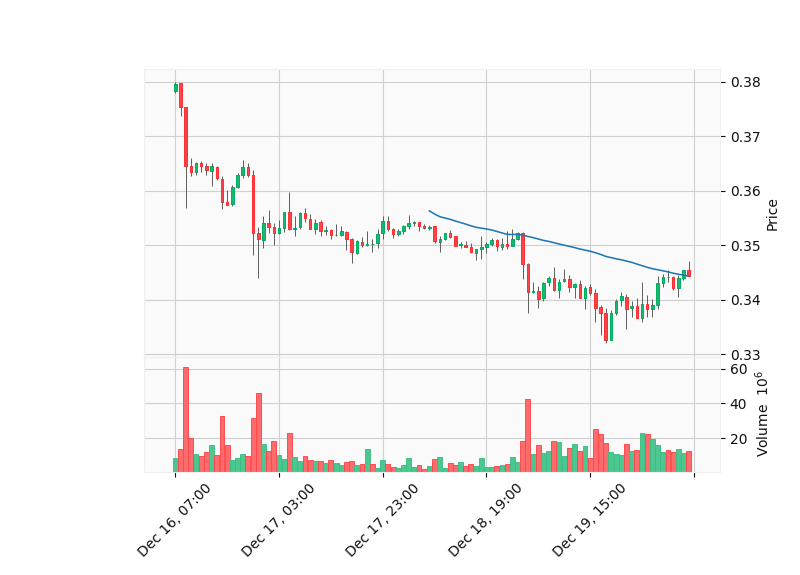 0.38
0.37
0.36
0.35
0.34
0.33
Price
60
40
20
Volume 10^6
Dec 16, 07:00
Dec 17, 03:00
Dec 17, 23:00
Dec 18, 19:00
Dec 19, 15:00